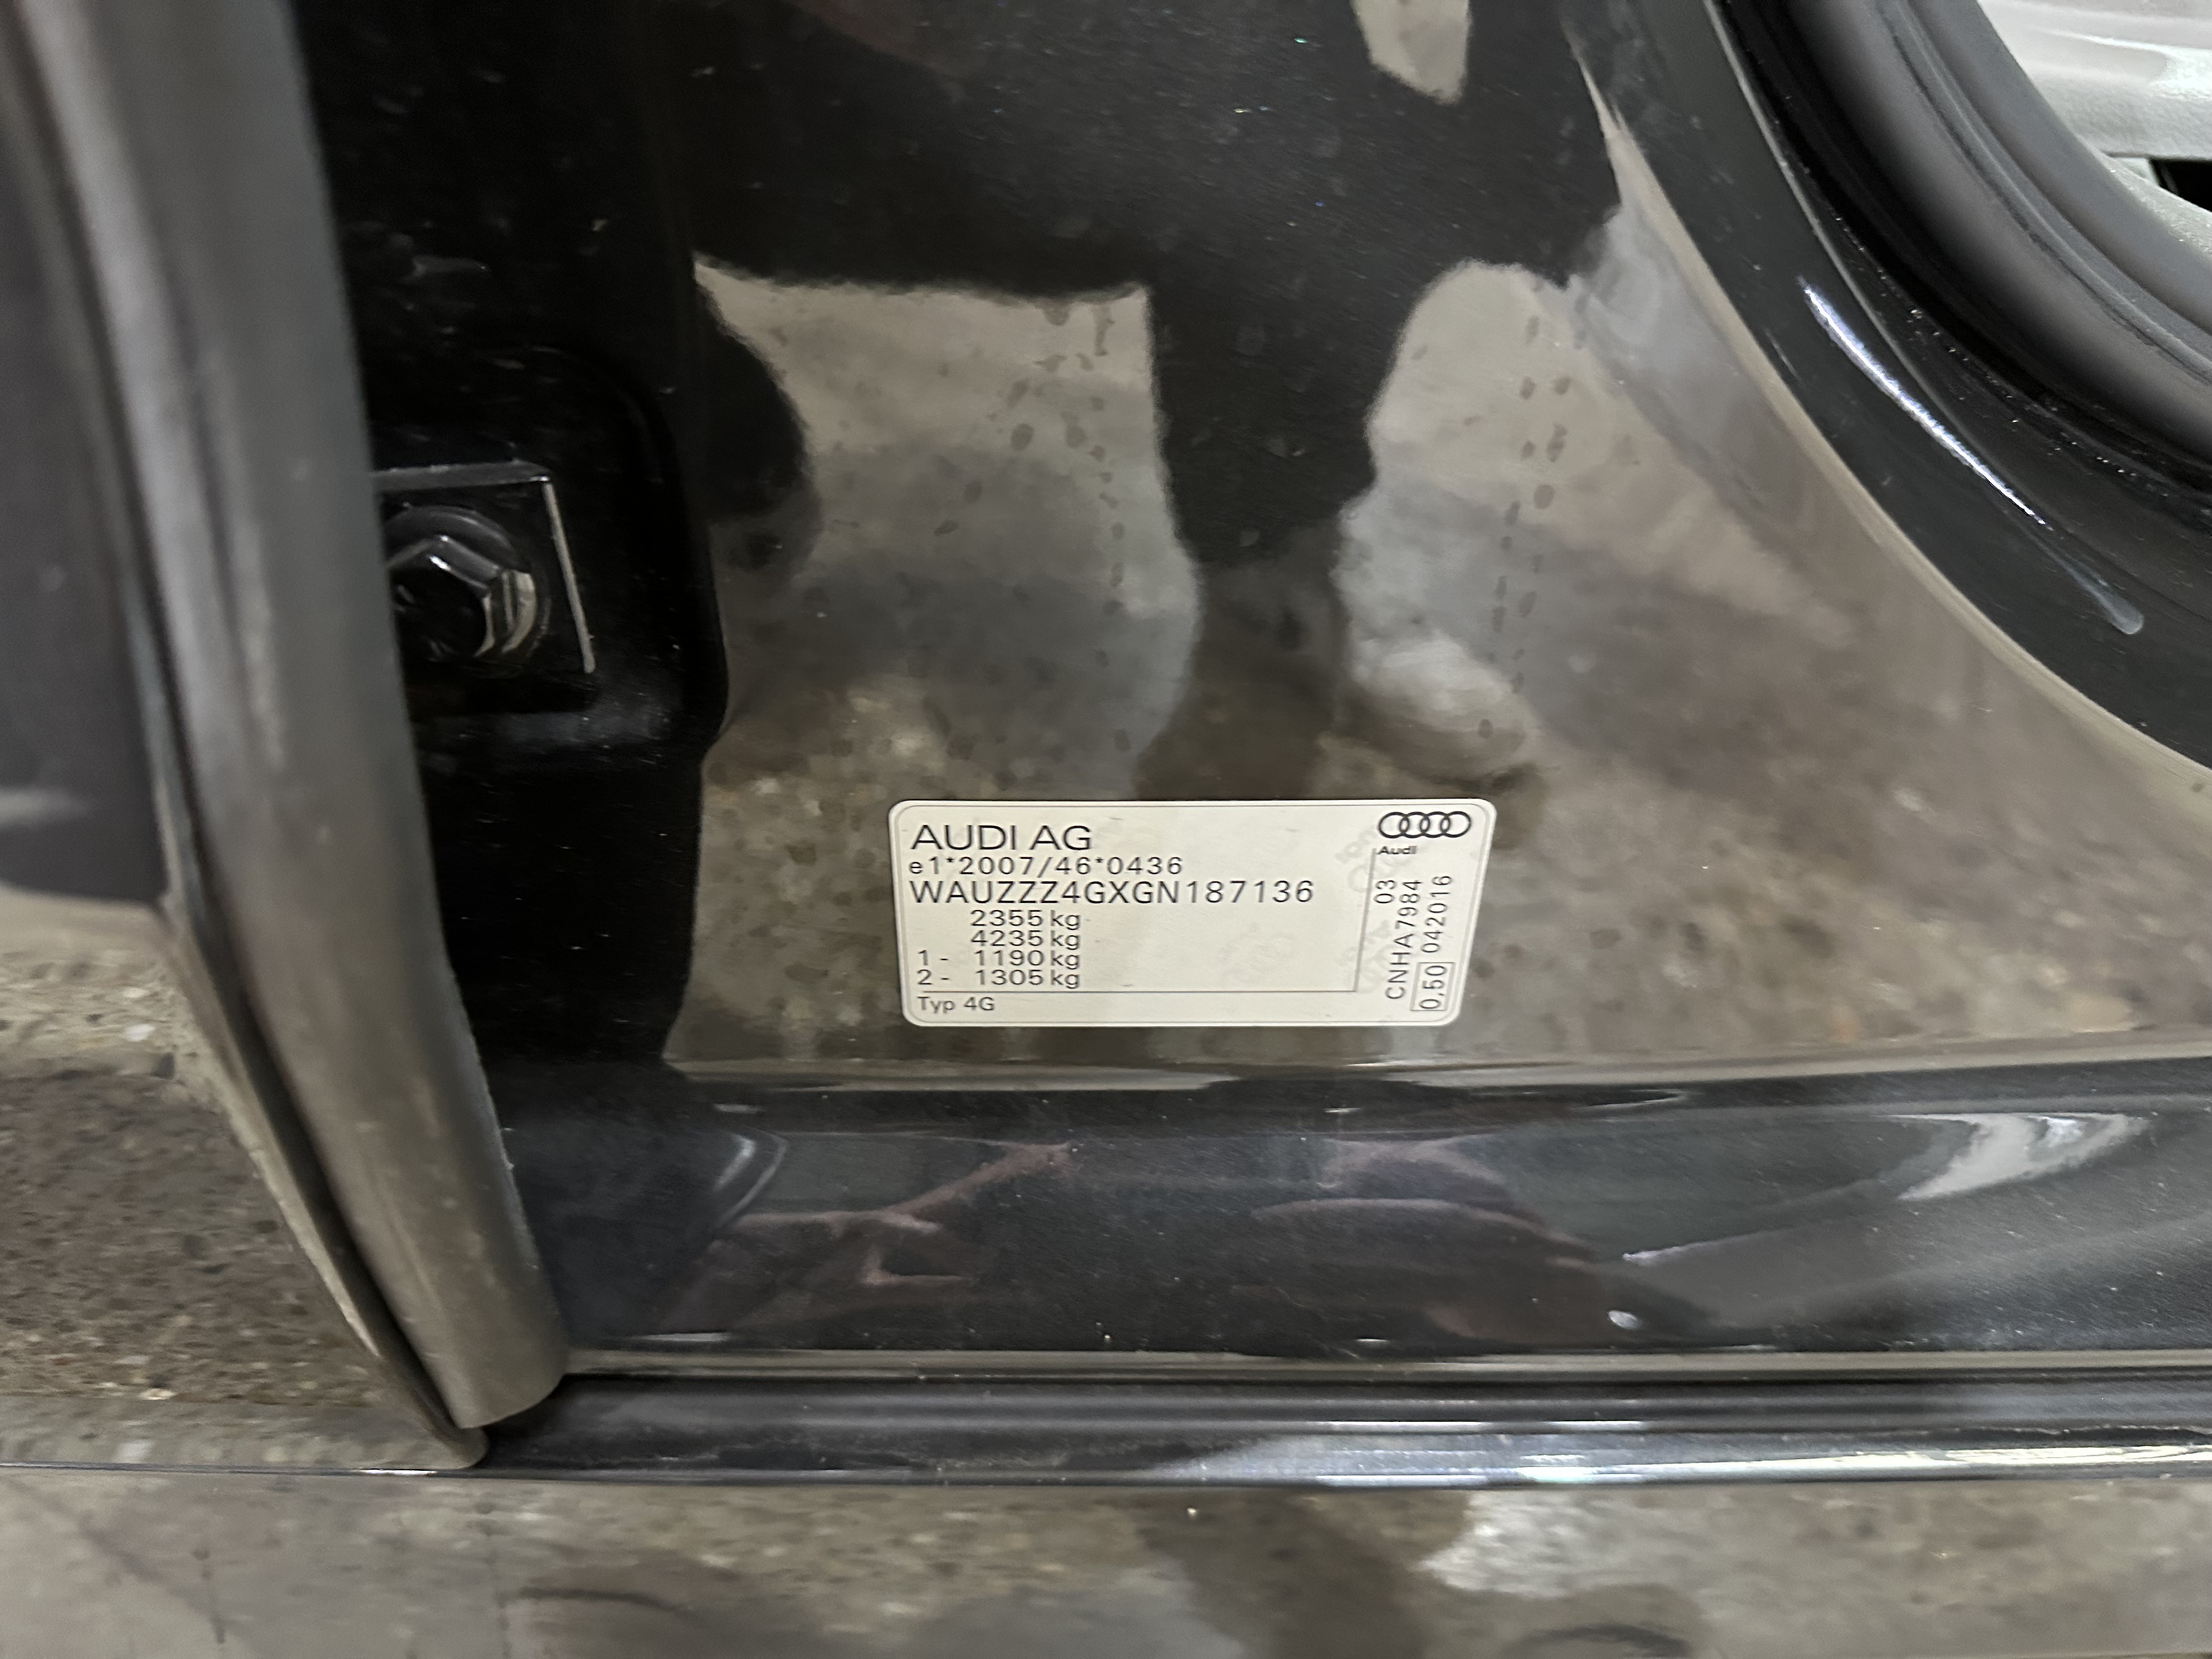 AUDI AG
e1*2007/46*0436
WAUZZZ4GXGN187136
2355 kg
4235 kg
1 - 1190 kg
2 - 1305 kg
Typ 4G
Audi
03
CNHA7984
0,50 042016